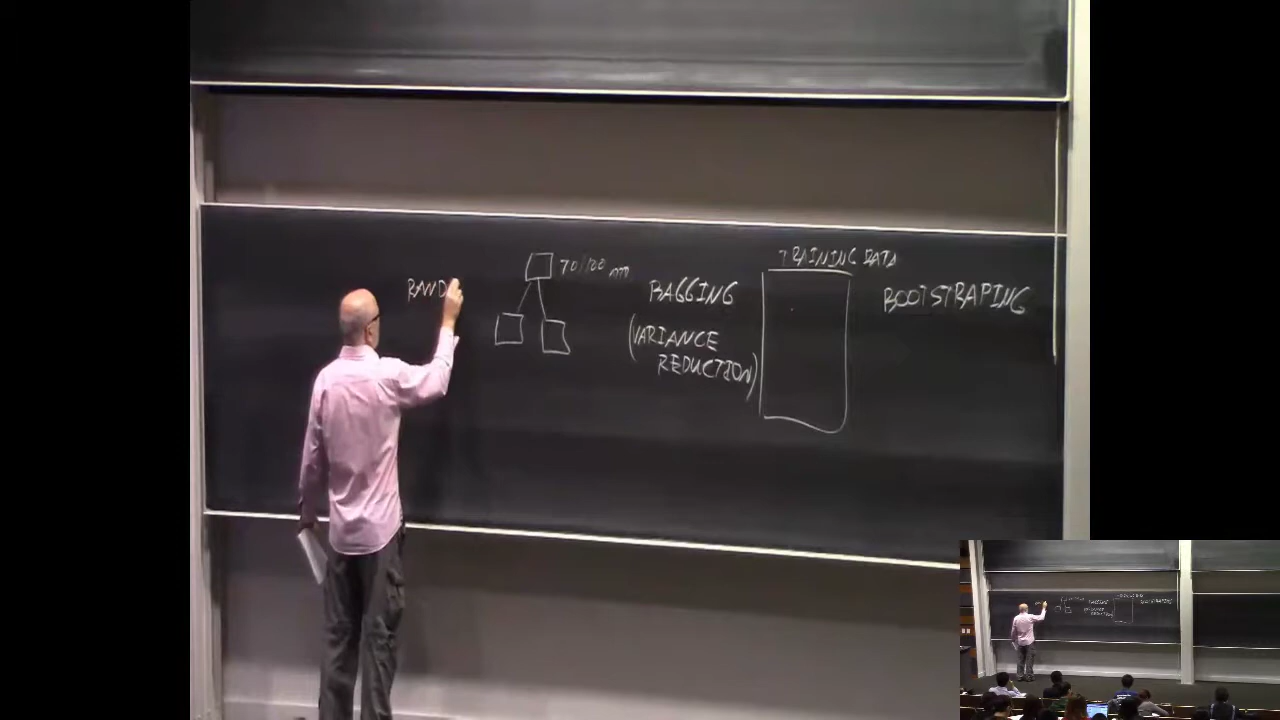 RAND
70/100
BAGGING
(VARIANCE
REDUCTION)
TRAINING DATA
BOOTSTRAPING